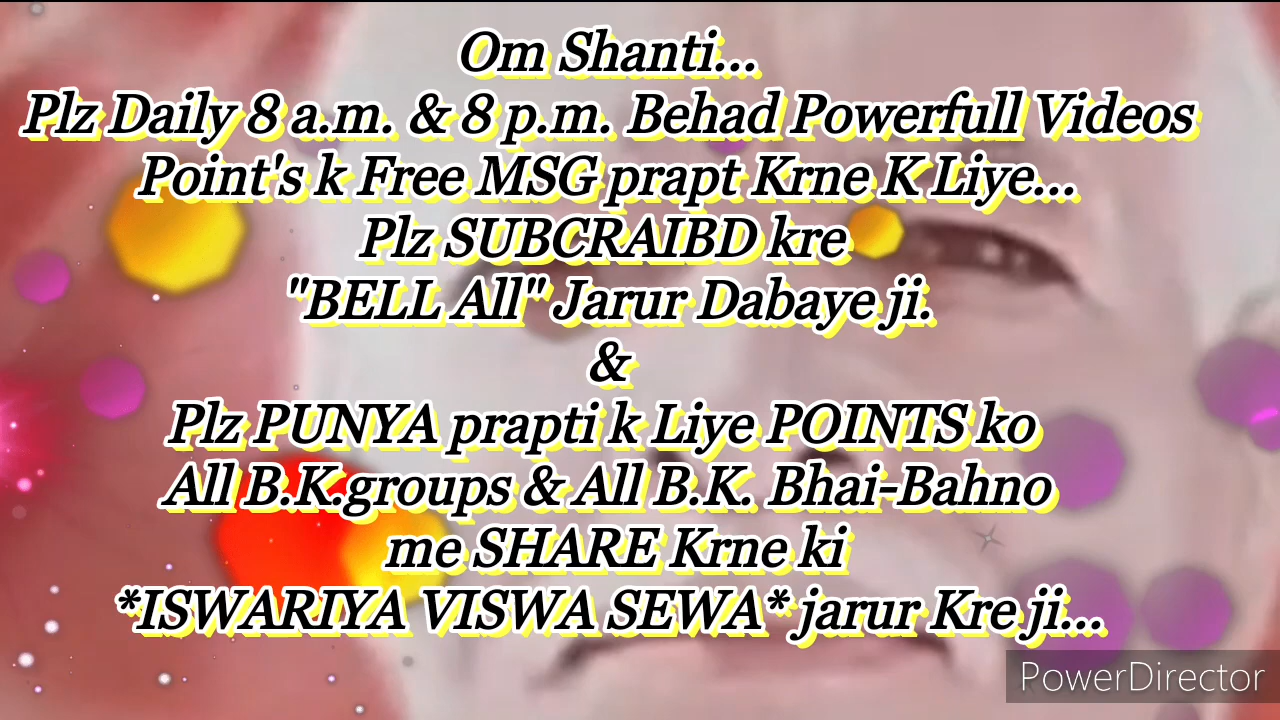 Om Shanti...
Plz Daily 8 a.m. & 8 p.m. Behad Powerfull Videos
Point's k Free MSG prapt Krne K Liye...
Plz SUBCRAIBD kre
"BELL All" Jarur Dabaye ji.
&
Plz PUNYA prapti k Liye POINTS ko
All B.K.groups & All B.K. Bhai-Bahno
me SHARE Krne ki
*ISWARIYA VISWA SEWA* jarur Kre ji...
PowerDirector